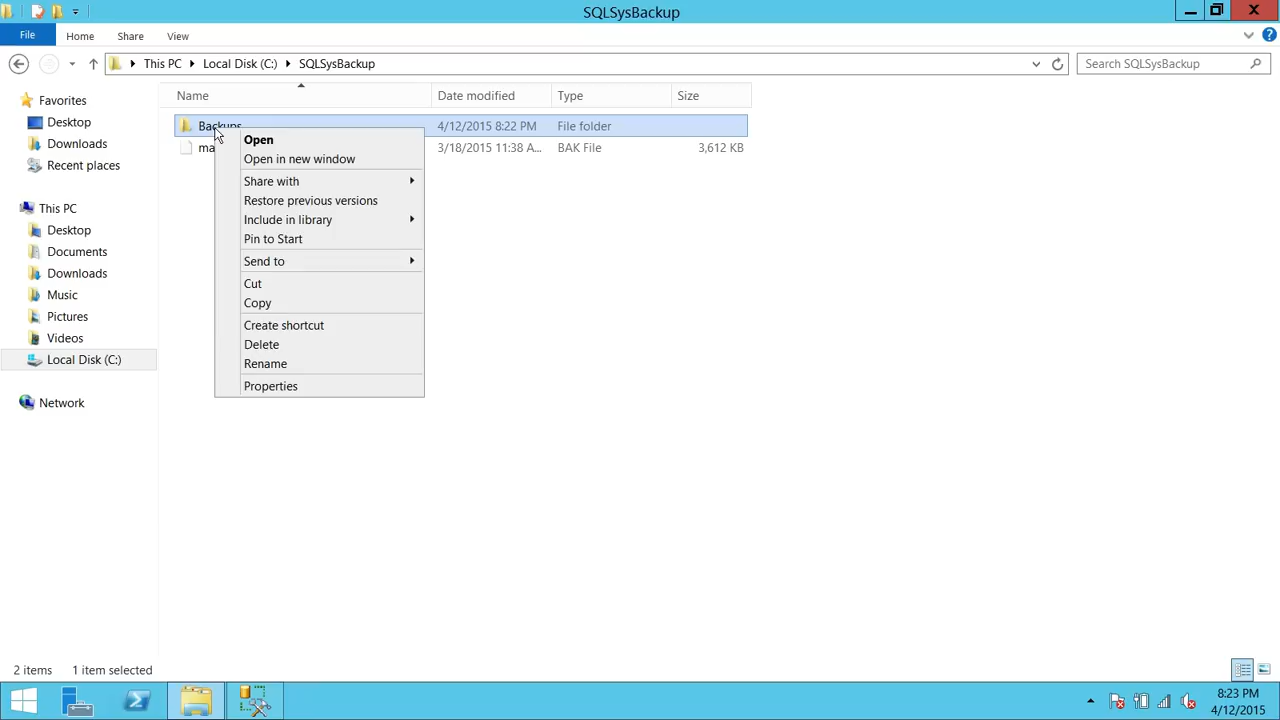 SQLSysBackup
File
Home
Share
View
This PC
Local Disk (C:)
SQLSysBackup
Search SQLSysBackup
Name
Date modified
Type
Size
Favorites
Desktop
Downloads
Recent places
This PC
Desktop
Documents
Downloads
Music
Pictures
Videos
Local Disk (C:)
Network
Backups
4/12/2015 8:22 PM
File folder
ma
3/18/2015 11:38 A...
BAK File
3,612 KB
Open
Open in new window
Share with
Restore previous versions
Include in library
Pin to Start
Send to
Cut
Copy
Create shortcut
Delete
Rename
Properties
2 items
1 item selected
8:23 PM
4/12/2015